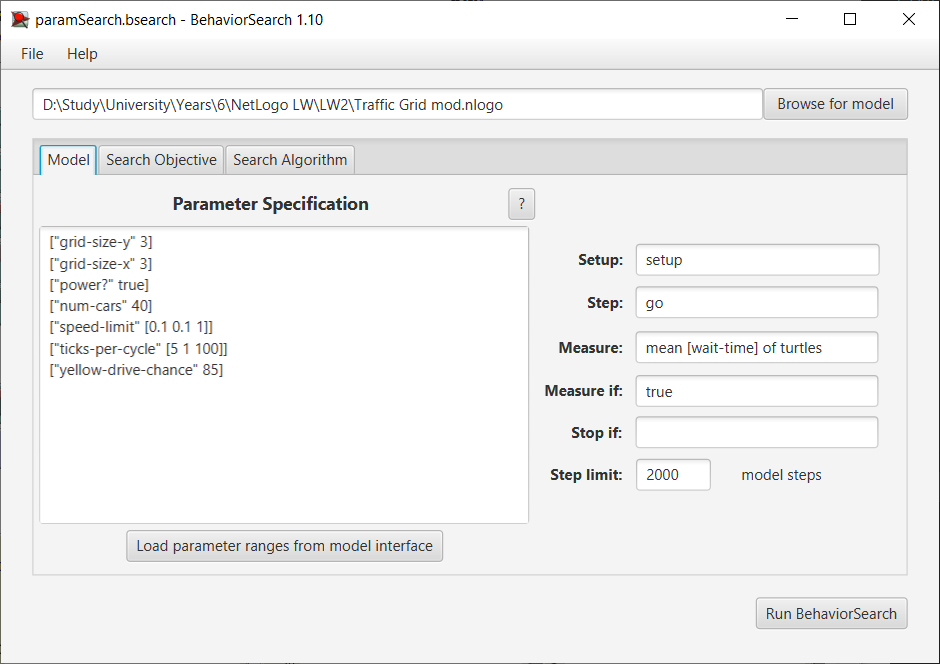 paramSearch.bsearch - BehaviorSearch 1.10
File Help
D:\Study\University\Years\6\NetLogo LW\LW2\Traffic Grid mod.nlogo
Browse for model
Model Search Objective Search Algorithm
Parameter Specification
?
["grid-size-y" 3]
["grid-size-x" 3]
["power?" true]
["num-cars" 40]
["speed-limit" [0.1 0.1 1]]
["ticks-per-cycle" [5 1 100]]
["yellow-drive-chance" 85]
Load parameter ranges from model interface
Setup: setup
Step: go
Measure: mean [wait-time] of turtles
Measure if: true
Stop if:
Step limit: 2000 model steps
Run BehaviorSearch